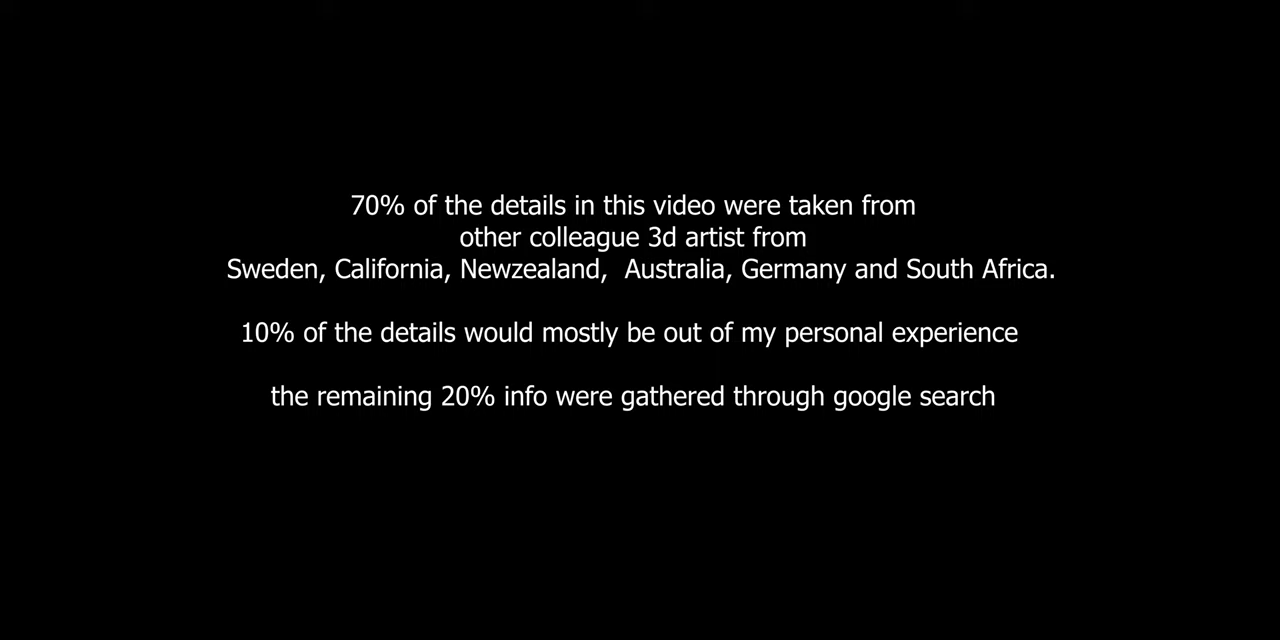 70% of the details in this video were taken from
other colleague 3d artist from
Sweden, California, Newzealand,  Australia, Germany and South Africa.
10% of the details would mostly be out of my personal experience
the remaining 20% info were gathered through google search